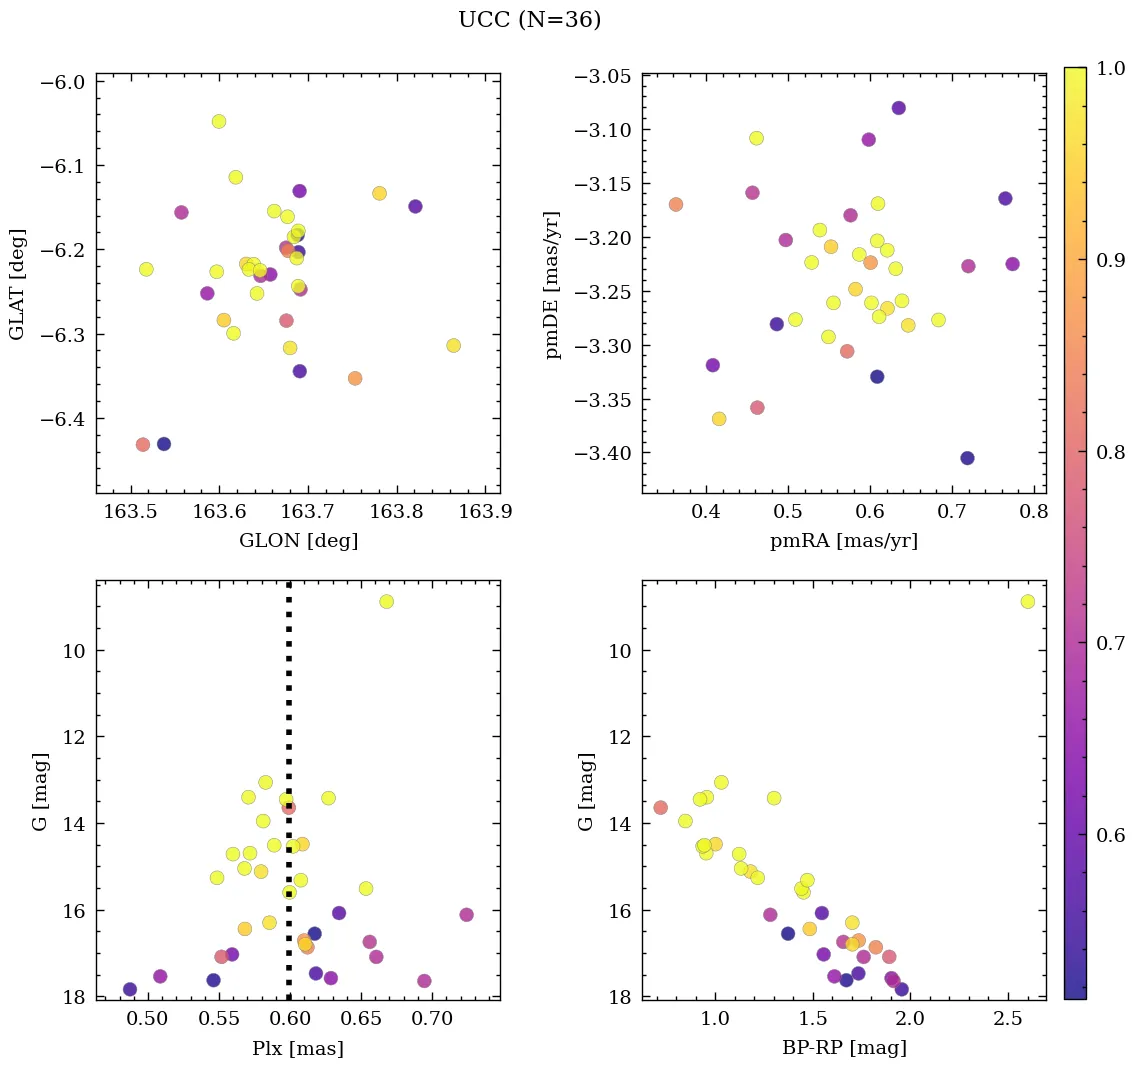 UCC (N=36)
−6.0
−6.1
−6.2
−6.3
−6.4
GLAT [deg]
163.5 163.6 163.7 163.8 163.9
GLON [deg]
−3.05
−3.10
−3.15
−3.20
−3.25
−3.30
−3.35
−3.40
pmDE [mas/yr]
0.4 0.5 0.6 0.7 0.8
pmRA [mas/yr]
1.0
0.9
0.8
0.7
0.6
10
12
14
16
18
G [mag]
0.50 0.55 0.60 0.65 0.70
Plx [mas]
10
12
14
16
18
G [mag]
1.0 1.5 2.0 2.5
BP-RP [mag]